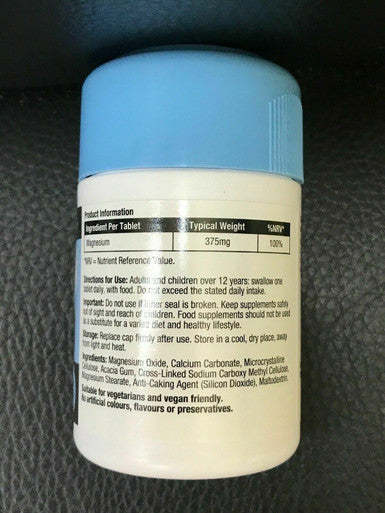 Product Information
Ingredient Per Tablet Typical Weight %NRV*
Magnesium 375mg 100%
*NRV = Nutrient Reference Value.
Directions for Use: Adults and children over 12 years: swallow one
tablet daily, with food. Do not exceed the stated daily intake.
Important: Do not use if inner seal is broken. Keep supplements safely
out of sight and reach of children. Food supplements should not be used
as a substitute for a varied diet and healthy lifestyle.
Storage: Replace cap firmly after use. Store in a cool, dry place, away
from light and heat.
Ingredients: Magnesium Oxide, Calcium Carbonate, Microcrystalline
Cellulose, Acacia Gum, Cross-Linked Sodium Carboxy Methyl Cellulose,
Magnesium Stearate, Anti-Caking Agent (Silicon Dioxide), Maltodextrin.
Suitable for vegetarians and vegan friendly.
No artificial colours, flavours or preservatives.